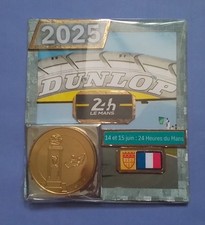 2025
DUNLOP
24h
LE MANS
14 et 15 juin : 24 Heures du Mans